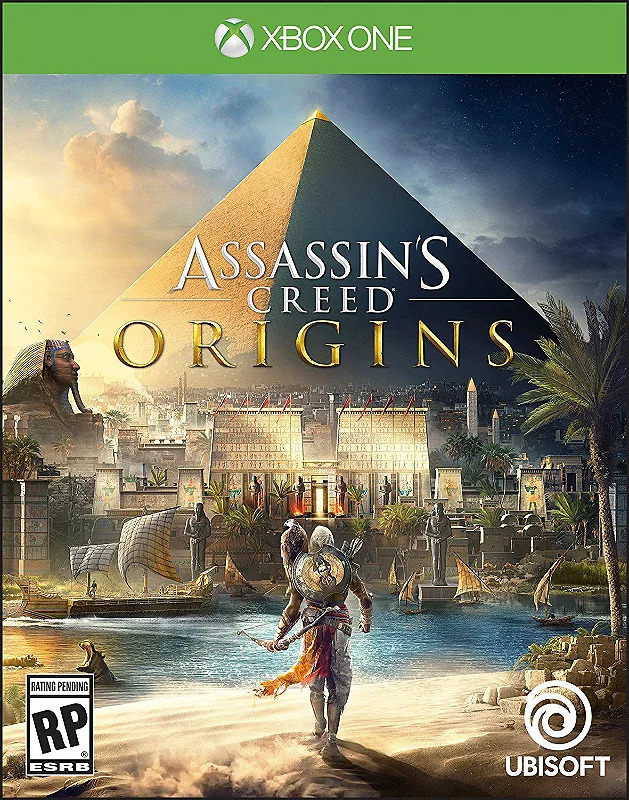 XBOX ONE
ASSASSIN'S
CREED®
ORIGINS
RATING PENDING
RP
®
ESRB
UBISOFT